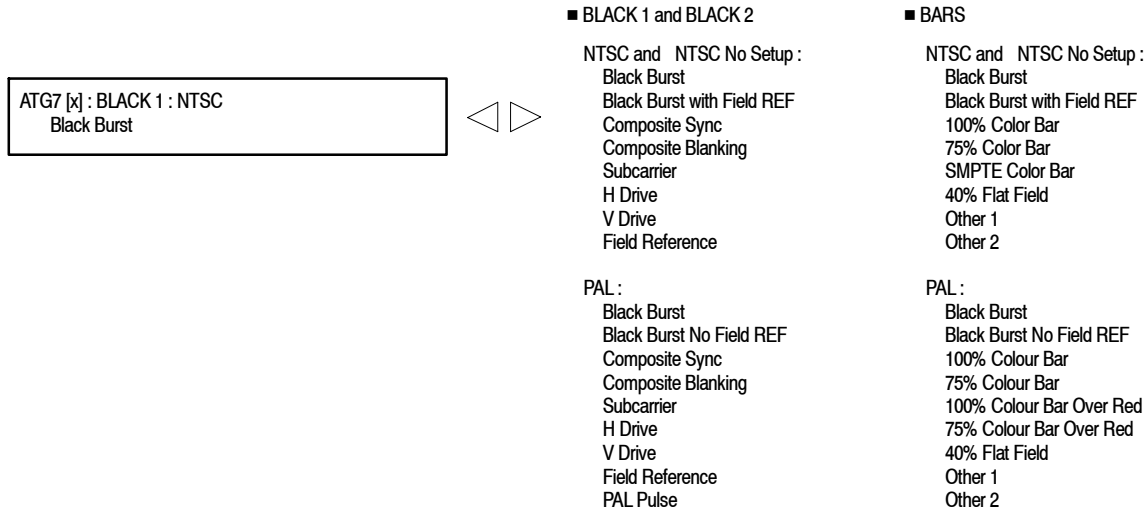 ATG7 [x] : BLACK 1 : NTSC
Black Burst
■ BLACK 1 and BLACK 2
NTSC and NTSC No Setup :
Black Burst
Black Burst with Field REF
Composite Sync
Composite Blanking
Subcarrier
H Drive
V Drive
Field Reference
PAL :
Black Burst
Black Burst No Field REF
Composite Sync
Composite Blanking
Subcarrier
H Drive
V Drive
Field Reference
PAL Pulse
■ BARS
NTSC and NTSC No Setup :
Black Burst
Black Burst with Field REF
100% Color Bar
75% Color Bar
SMPTE Color Bar
40% Flat Field
Other 1
Other 2
PAL :
Black Burst
Black Burst No Field REF
100% Colour Bar
75% Colour Bar
100% Colour Bar Over Red
75% Colour Bar Over Red
40% Flat Field
Other 1
Other 2